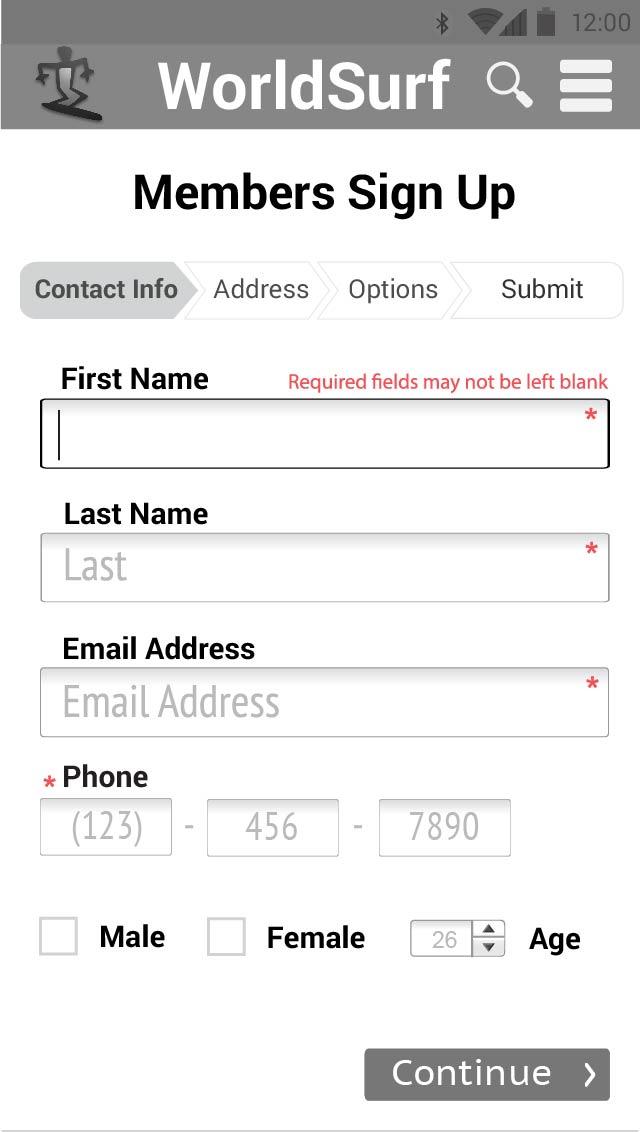 12:00
WorldSurf
Members Sign Up
Contact Info Address Options Submit
First Name Required fields may not be left blank
*
Last Name
Last *
Email Address
Email Address *
* Phone
(123) - 456 - 7890
Male Female 26 Age
Continue >